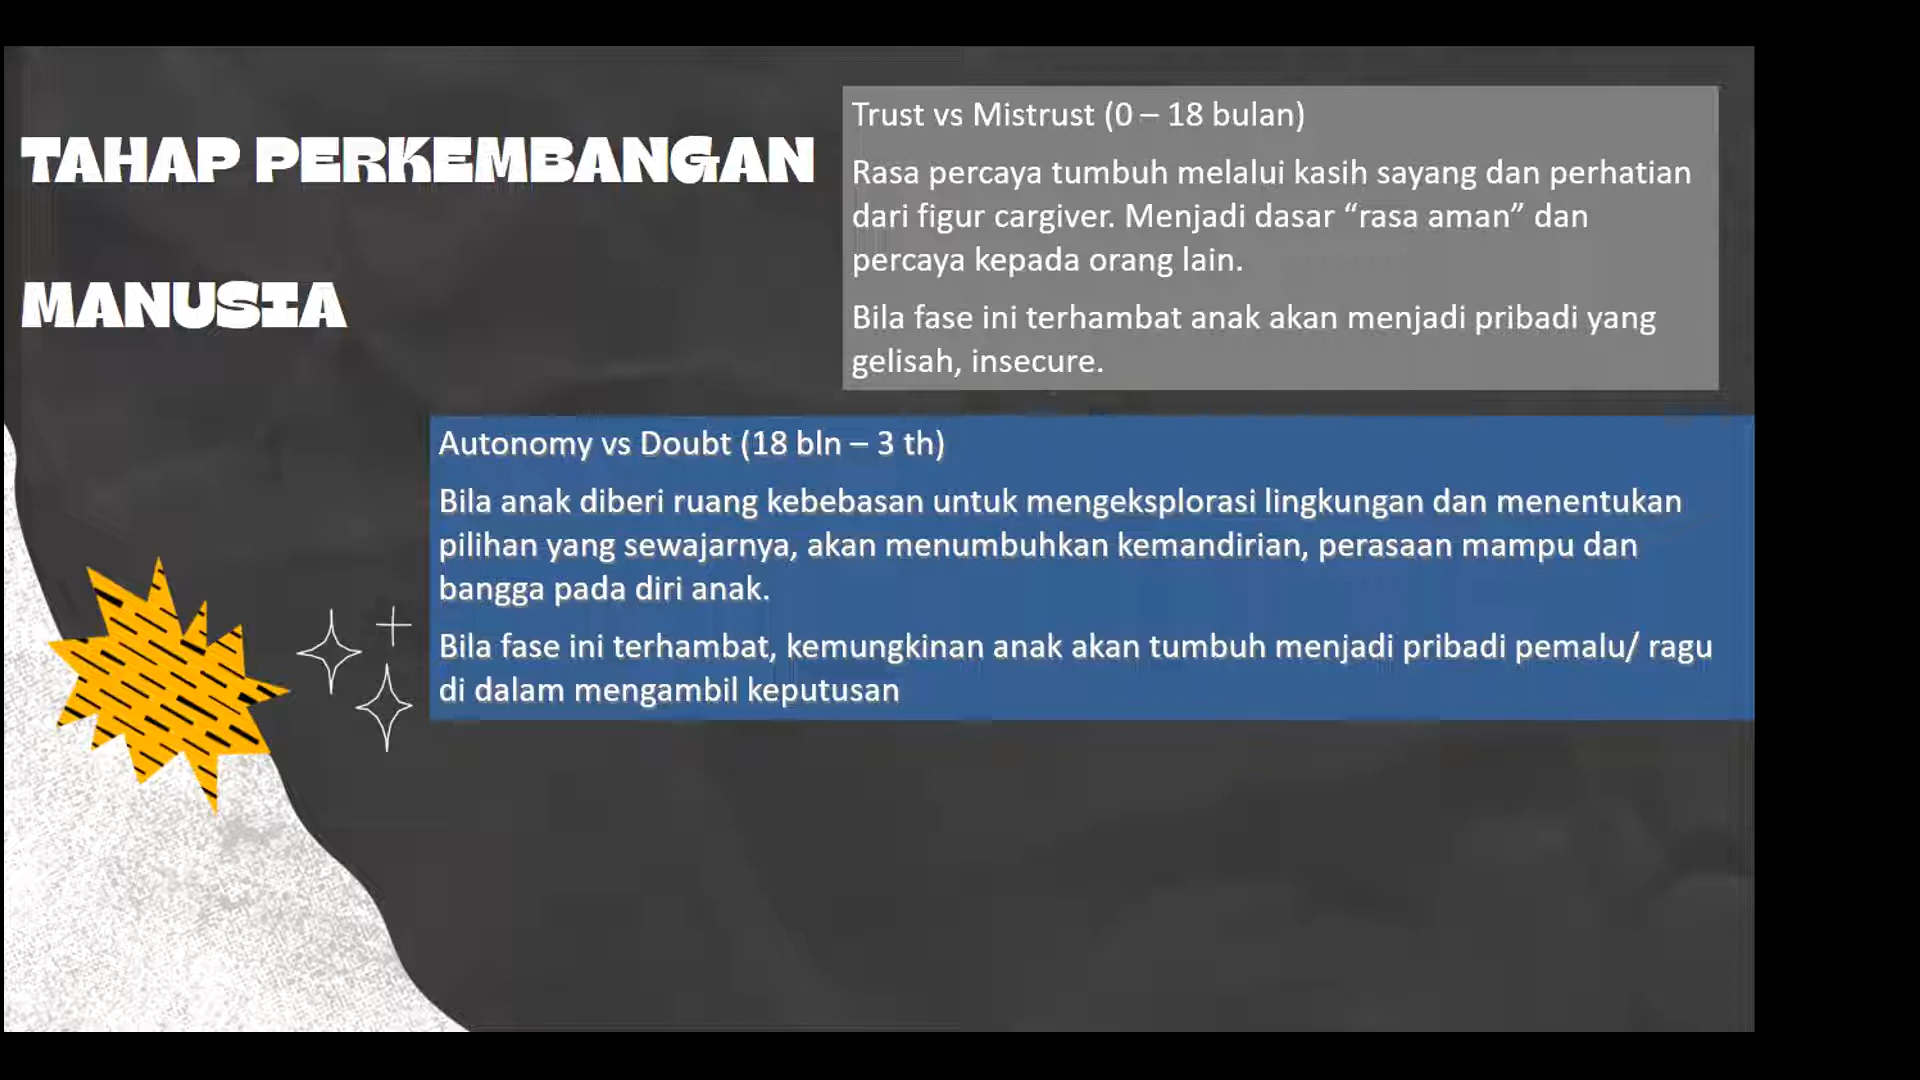 TAHAP PERKEMBANGAN
MANUSIA
Trust vs Mistrust (0 – 18 bulan)
Rasa percaya tumbuh melalui kasih sayang dan perhatian
dari figur cargiver. Menjadi dasar “rasa aman” dan
percaya kepada orang lain.
Bila fase ini terhambat anak akan menjadi pribadi yang
gelisah, insecure.
Autonomy vs Doubt (18 bln – 3 th)
Bila anak diberi ruang kebebasan untuk mengeksplorasi lingkungan dan menentukan
pilihan yang sewajarnya, akan menumbuhkan kemandirian, perasaan mampu dan
bangga pada diri anak.
Bila fase ini terhambat, kemungkinan anak akan tumbuh menjadi pribadi pemalu/ ragu
di dalam mengambil keputusan